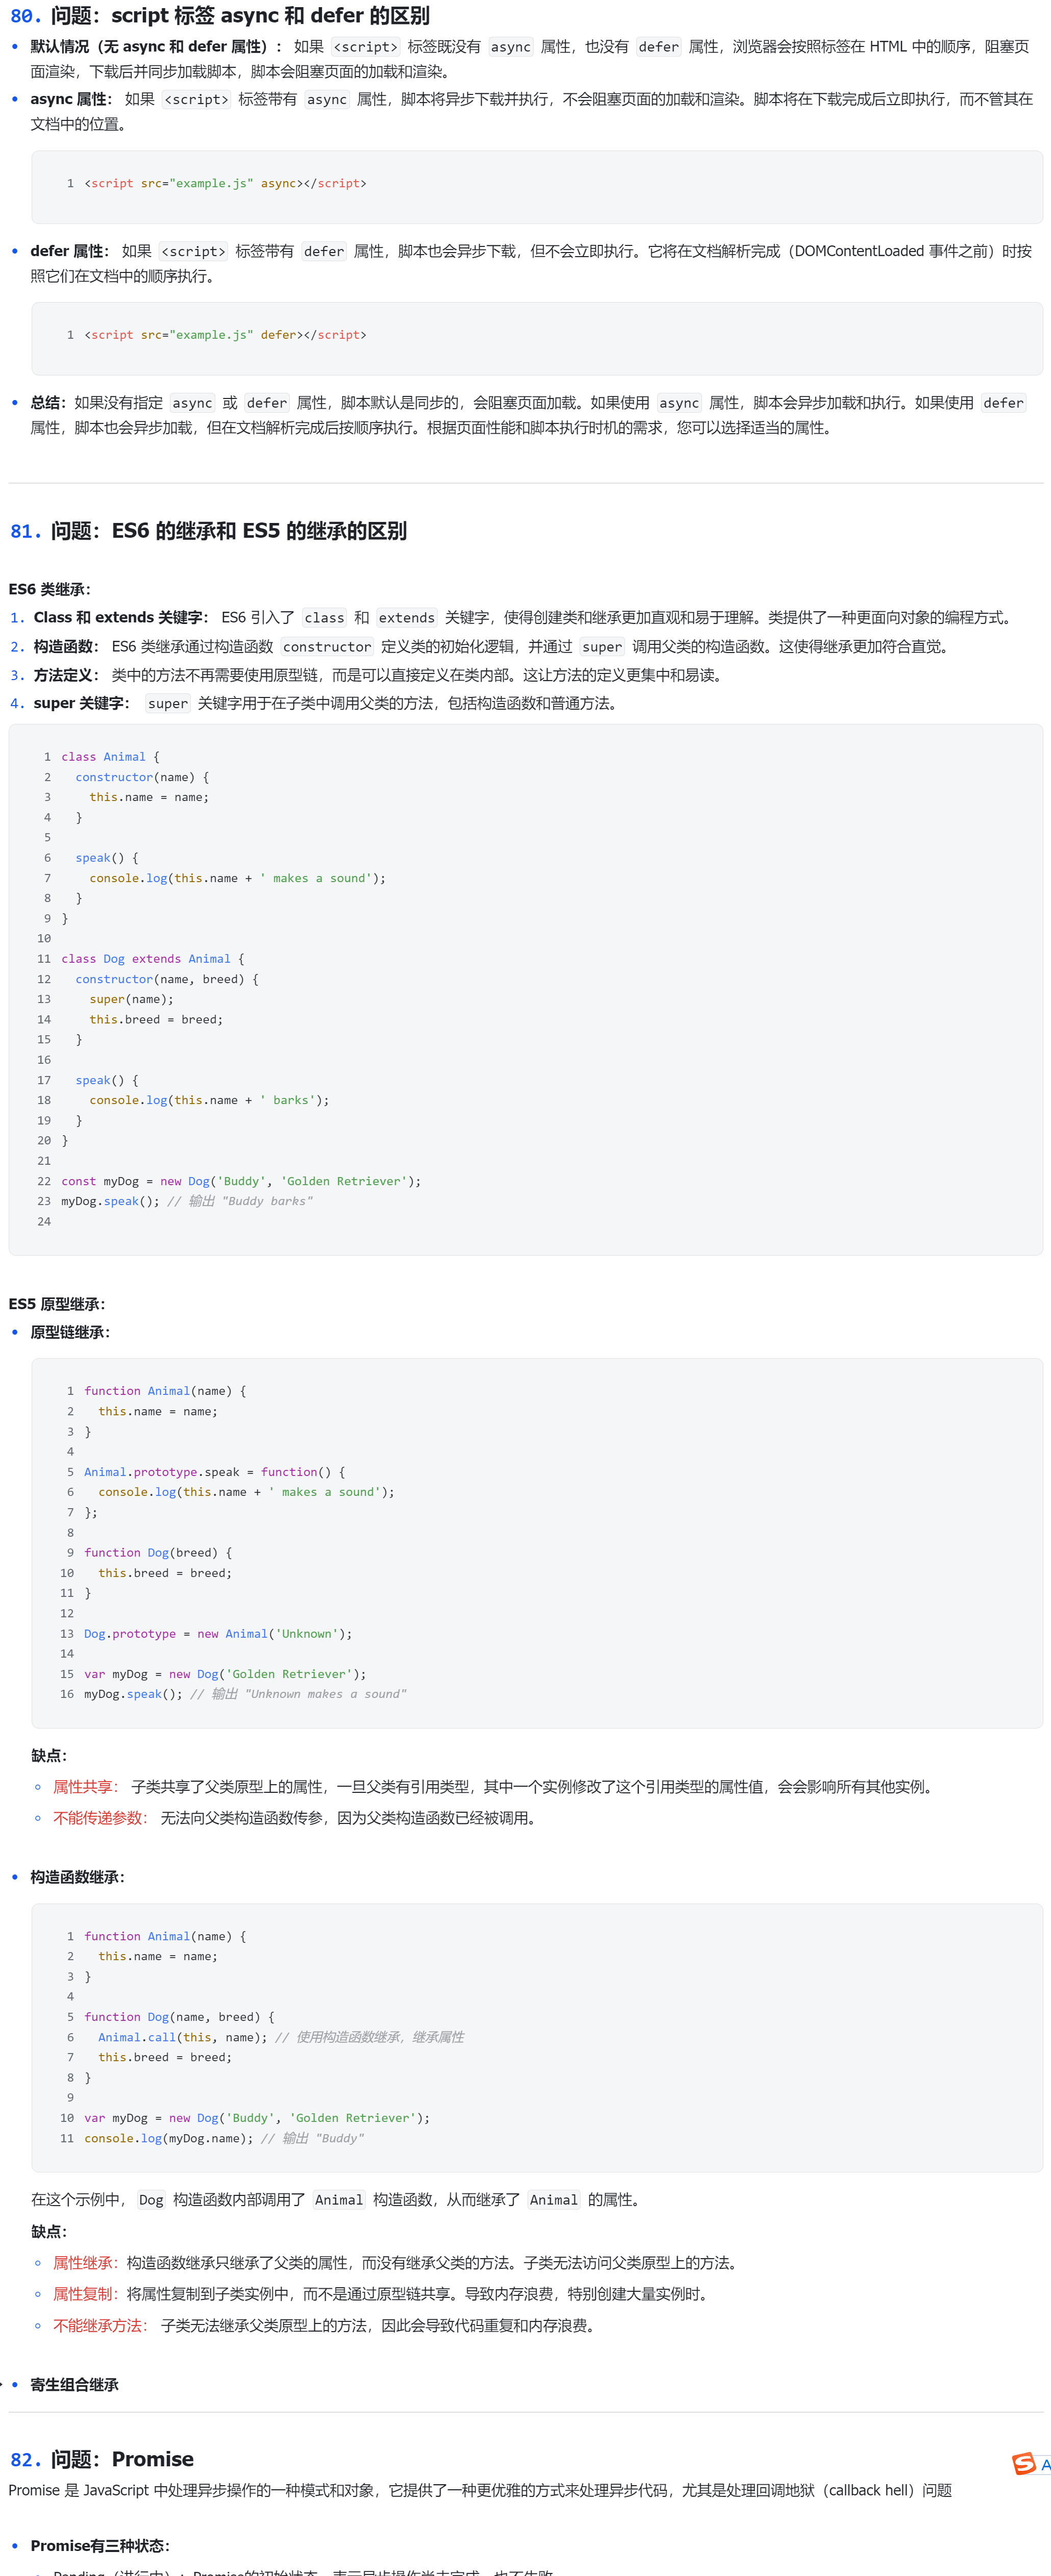 80. 问题：script 标签 async 和 defer 的区别
• 默认情况（无 async 和 defer 属性）： 如果 <script> 标签既没有 async 属性，也没有 defer 属性，浏览器会按照标签在 HTML 中的顺序，阻塞页
面渲染，下载后并同步加载脚本，脚本会阻塞页面的加载和渲染。
• async 属性： 如果 <script> 标签带有 async 属性，脚本将异步下载并执行，不会阻塞页面的加载和渲染。脚本将在下载完成后立即执行，而不管其在
文档中的位置。
1 <script src="example.js" async></script>
• defer 属性： 如果 <script> 标签带有 defer 属性，脚本也会异步下载，但不会立即执行。它将在文档解析完成（DOMContentLoaded 事件之前）时按
照它们在文档中的顺序执行。
1 <script src="example.js" defer></script>
• 总结：如果没有指定 async 或 defer 属性，脚本默认是同步的，会阻塞页面加载。如果使用 async 属性，脚本会异步加载和执行。如果使用 defer
属性，脚本也会异步加载，但在文档解析完成后按顺序执行。根据页面性能和脚本执行时机的需求，您可以选择适当的属性。
81. 问题：ES6 的继承和 ES5 的继承的区别
ES6 类继承：
1. Class 和 extends 关键字： ES6 引入了 class 和 extends 关键字，使得创建类和继承更加直观和易于理解。类提供了一种更面向对象的编程方式。
2. 构造函数： ES6 类继承通过构造函数 constructor 定义类的初始化逻辑，并通过 super 调用父类的构造函数。这使得继承更加符合直觉。
3. 方法定义： 类中的方法不再需要使用原型链，而是可以直接定义在类内部。这让方法的定义更集中和易读。
4. super 关键字： super 关键字用于在子类中调用父类的方法，包括构造函数和普通方法。
1 class Animal {
2   constructor(name) {
3     this.name = name;
4   }
5
6   speak() {
7     console.log(this.name + ' makes a sound');
8   }
9 }
10
11 class Dog extends Animal {
12   constructor(name, breed) {
13     super(name);
14     this.breed = breed;
15   }
16
17   speak() {
18     console.log(this.name + ' barks');
19   }
20 }
21
22 const myDog = new Dog('Buddy', 'Golden Retriever');
23 myDog.speak(); // 输出 "Buddy barks"
24
ES5 原型继承：
• 原型链继承：
1 function Animal(name) {
2   this.name = name;
3 }
4
5 Animal.prototype.speak = function() {
6   console.log(this.name + ' makes a sound');
7 };
8
9 function Dog(breed) {
10   this.breed = breed;
11 }
12
13 Dog.prototype = new Animal('Unknown');
14
15 var myDog = new Dog('Golden Retriever');
16 myDog.speak(); // 输出 "Unknown makes a sound"
缺点：
◦ 属性共享： 子类共享了父类原型上的属性，一旦父类有引用类型，其中一个实例修改了这个引用类型的属性值，会会影响所有其他实例。
◦ 不能传递参数： 无法向父类构造函数传参，因为父类构造函数已经被调用。
• 构造函数继承：
1 function Animal(name) {
2   this.name = name;
3 }
4
5 function Dog(name, breed) {
6   Animal.call(this, name); // 使用构造函数继承，继承属性
7   this.breed = breed;
8 }
9
10 var myDog = new Dog('Buddy', 'Golden Retriever');
11 console.log(myDog.name); // 输出 "Buddy"
在这个示例中， Dog 构造函数内部调用了 Animal 构造函数，从而继承了 Animal 的属性。
缺点：
◦ 属性继承：构造函数继承只继承了父类的属性，而没有继承父类的方法。子类无法访问父类原型上的方法。
◦ 属性复制：将属性复制到子类实例中，而不是通过原型链共享。导致内存浪费，特别创建大量实例时。
◦ 不能继承方法： 子类无法继承父类原型上的方法，因此会导致代码重复和内存浪费。
• 寄生组合继承
82. 问题：Promise
Promise 是 JavaScript 中处理异步操作的一种模式和对象，它提供了一种更优雅的方式来处理异步代码，尤其是处理回调地狱（callback hell）问题
• Promise有三种状态：